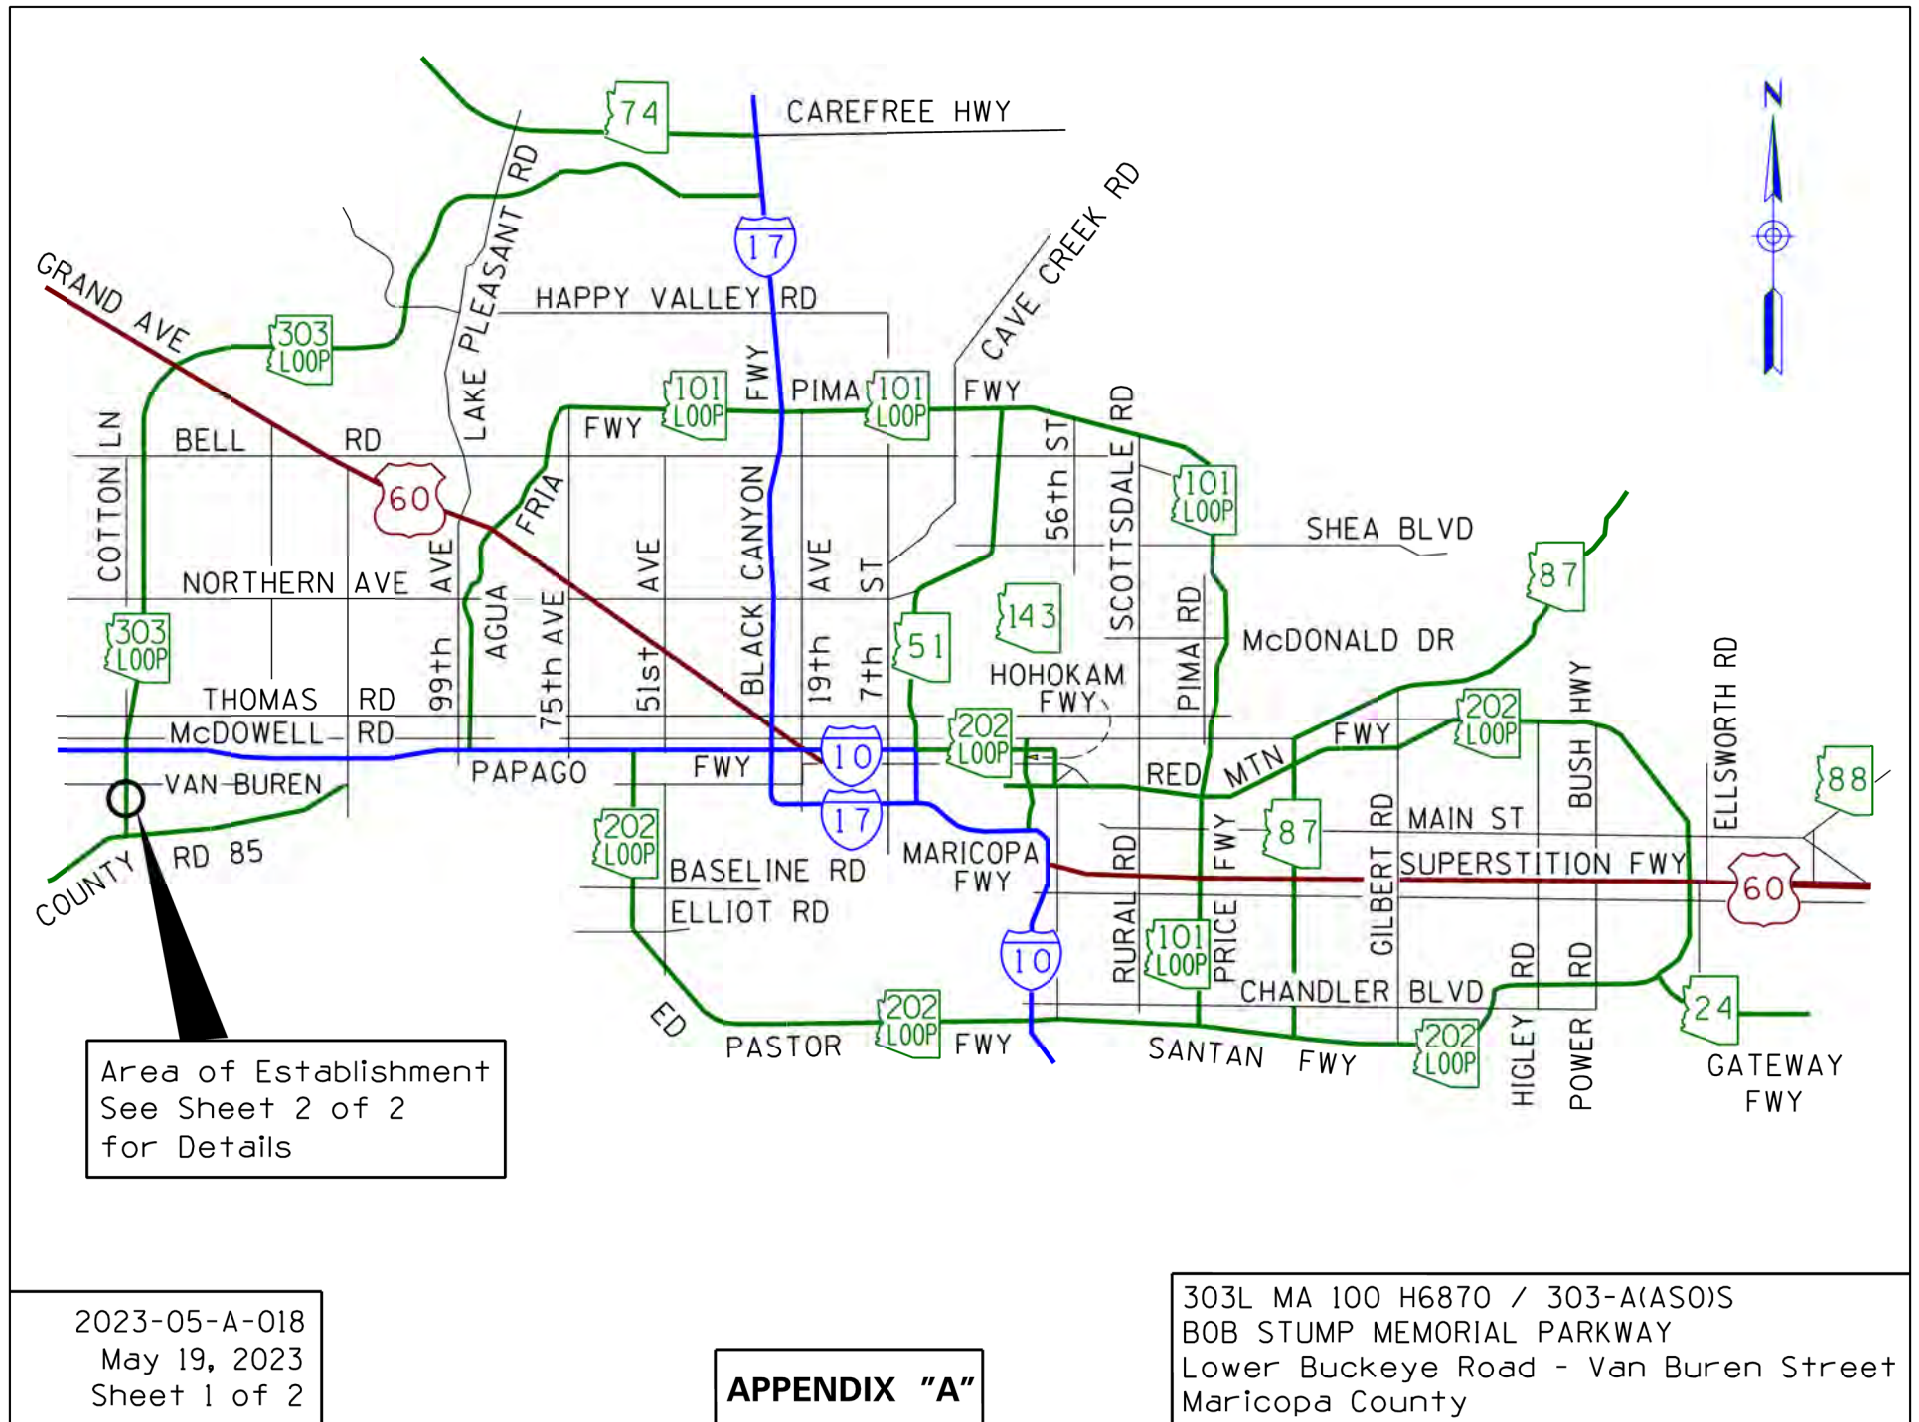 N
74
CAREFREE HWY
LAKE PLEASANT RD
17
CAVE CREEK RD
GRAND AVE
HAPPY VALLEY RD
303
LOOP
101
LOOP
FWY
PIMA
101
LOOP
FWY
FWY
COTTON LN
BELL RD
60
AGUA FRIA
BLACK CANYON
56th ST
SCOTTSDALE RD
101
LOOP
SHEA BLVD
87
NORTHERN AVE
99th AVE
75th AVE
51st AVE
19th AVE
7th ST
303
LOOP
51
143
PIMA RD
McDONALD DR
HOHOKAM
FWY
ELLSWORTH RD
THOMAS RD
McDOWELL RD
202
LOOP
FWY
202
LOOP
BUSH HWY
10
PAPAGO FWY
RED MTN
88
VAN BUREN
17
202
LOOP
87
MAIN ST
COUNTY RD 85
BASELINE RD
MARICOPA
FWY
RURAL RD
PRICE FWY
GILBERT RD
SUPERSTITION FWY
60
ELLIOT RD
10
101
LOOP
HIGLEY RD
POWER RD
CHANDLER BLVD
24
ED PASTOR
202
LOOP
FWY
SANTAN FWY
202
LOOP
GATEWAY
FWY
Area of Establishment
See Sheet 2 of 2
for Details
2023-05-A-018
May 19, 2023
Sheet 1 of 2
APPENDIX "A"
303L MA 100 H6870 / 303-A(ASO)S
BOB STUMP MEMORIAL PARKWAY
Lower Buckeye Road - Van Buren Street
Maricopa County